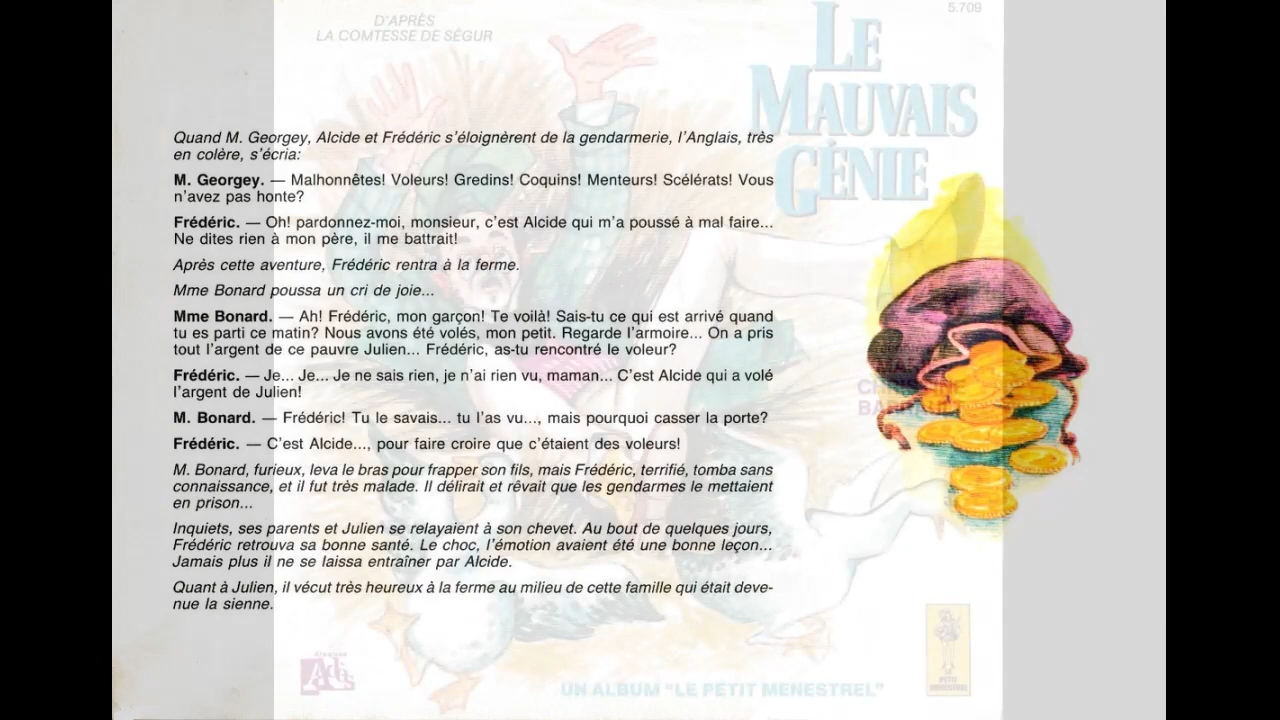 D'APRÈS
LA COMTESSE DE SÉGUR
5.709
LE
MAUVAIS
GÉNIE
Quand M. Georgey, Alcide et Frédéric s'éloignèrent de la gendarmerie, l'Anglais, très
en colère, s'écria:
M. Georgey. — Malhonnêtes! Voleurs! Gredins! Coquins! Menteurs! Scélérats! Vous
n'avez pas honte?
Frédéric. — Oh! pardonnez-moi, monsieur, c'est Alcide qui m'a poussé à mal faire...
Ne dites rien à mon père, il me battrait!
Après cette aventure, Frédéric rentra à la ferme.
Mme Bonard poussa un cri de joie...
Mme Bonard. — Ah! Frédéric, mon garçon! Te voilà! Sais-tu ce qui est arrivé quand
tu es parti ce matin? Nous avons été volés, mon petit. Regarde l'armoire... On a pris
tout l'argent de ce pauvre Julien... Frédéric, as-tu rencontré le voleur?
Frédéric. — Je... Je... Je ne sais rien, je n'ai rien vu, maman... C'est Alcide qui a volé
l'argent de Julien!
M. Bonard. — Frédéric! Tu le savais... tu l'as vu..., mais pourquoi casser la porte?
Frédéric. — C'est Alcide..., pour faire croire que c'étaient des voleurs!
M. Bonard, furieux, leva le bras pour frapper son fils, mais Frédéric, terrifié, tomba sans
connaissance, et il fut très malade. Il délirait et rêvait que les gendarmes le mettaient
en prison...
Inquiets, ses parents et Julien se relayaient à son chevet. Au bout de quelques jours,
Frédéric retrouva sa bonne santé. Le choc, l'émotion avaient été une bonne leçon...
Jamais plus il ne se laissa entraîner par Alcide.
Quant à Julien, il vécut très heureux à la ferme au milieu de cette famille qui était deve-
nue la sienne.
Adès
UN ALBUM "LE PETIT MENESTREL"
LE
PETIT
MENESTREL